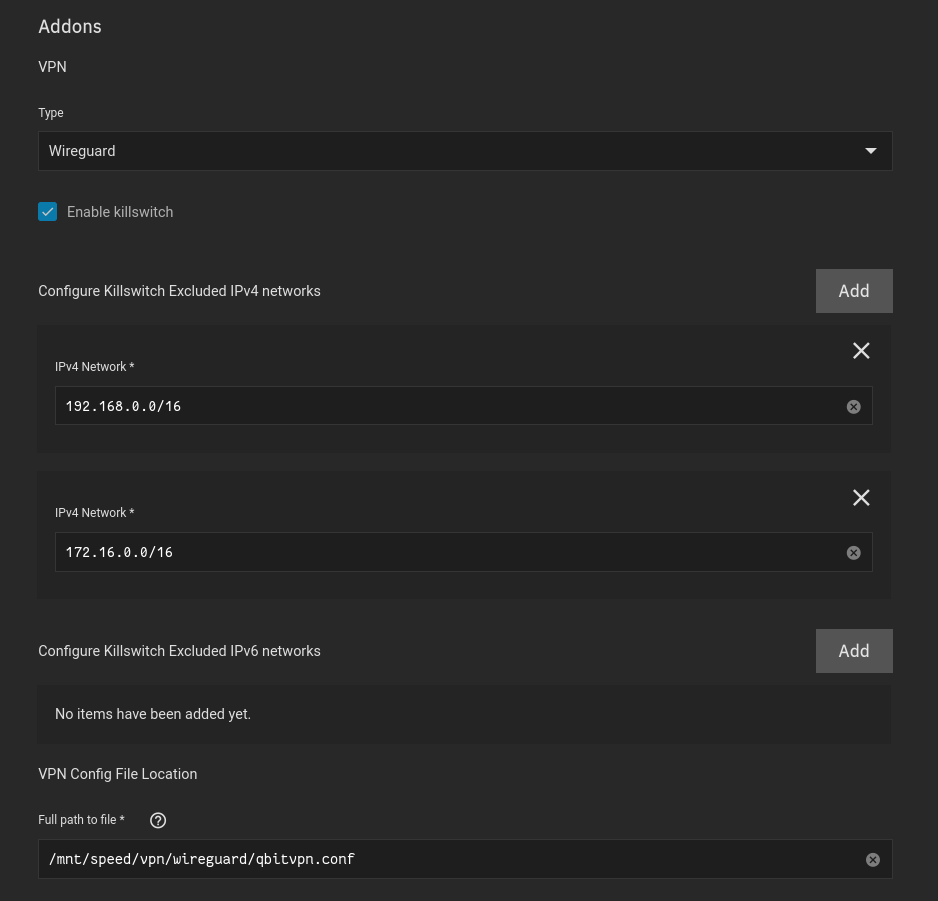 Addons
VPN
Type
Wireguard
Enable killswitch
Configure Killswitch Excluded IPv4 networks
Add
IPv4 Network *
192.168.0.0/16
IPv4 Network *
172.16.0.0/16
Configure Killswitch Excluded IPv6 networks
Add
No items have been added yet.
VPN Config File Location
Full path to file *
/mnt/speed/vpn/wireguard/qbitvpn.conf